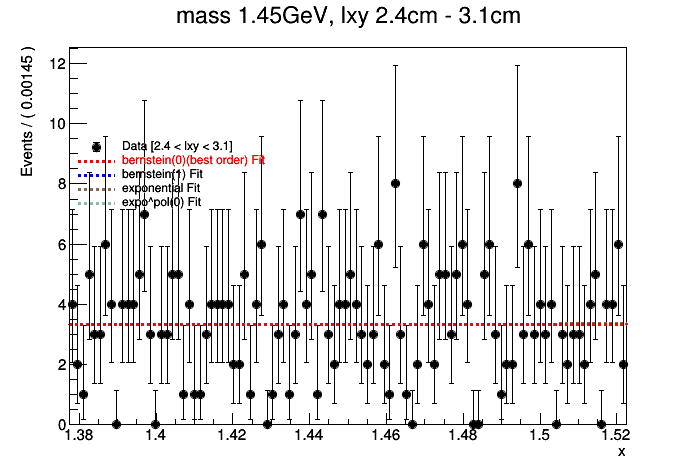 mass 1.45GeV, lxy 2.4cm - 3.1cm
Events / ( 0.00145 )
12
10
8
6
4
2
0
Data [2.4 < lxy < 3.1]
bernstein(0)(best order) Fit
bernstein(1) Fit
exponential Fit
expo^pol(0) Fit
1.38 1.4 1.42 1.44 1.46 1.48 1.5 1.52
x